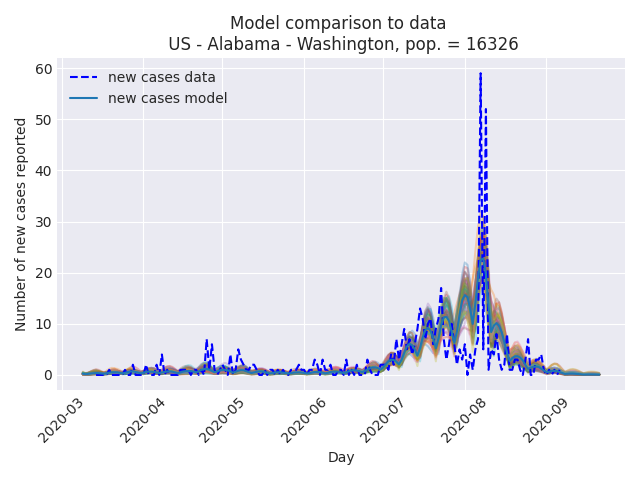 Model comparison to data
US - Alabama - Washington, pop. = 16326
new cases data
new cases model
Number of new cases reported
60
50
40
30
20
10
0
2020-03
2020-04
2020-05
2020-06
2020-07
2020-08
2020-09
Day